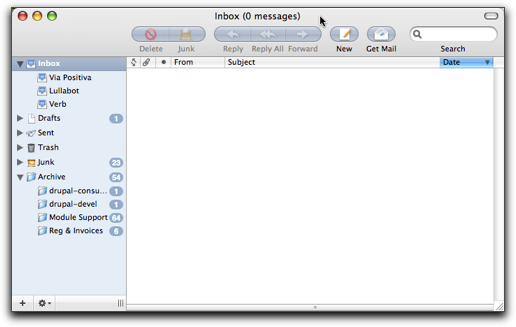 Inbox (0 messages)
Delete Junk Reply Reply All Forward New Get Mail Search
Inbox From Subject Date
Via Positiva
Lullabot
Verb
Drafts 1
Sent
Trash
Junk 23
Archive 54
drupal-consu... 1
drupal-devel 1
Module Support 64
Reg & Invoices 6